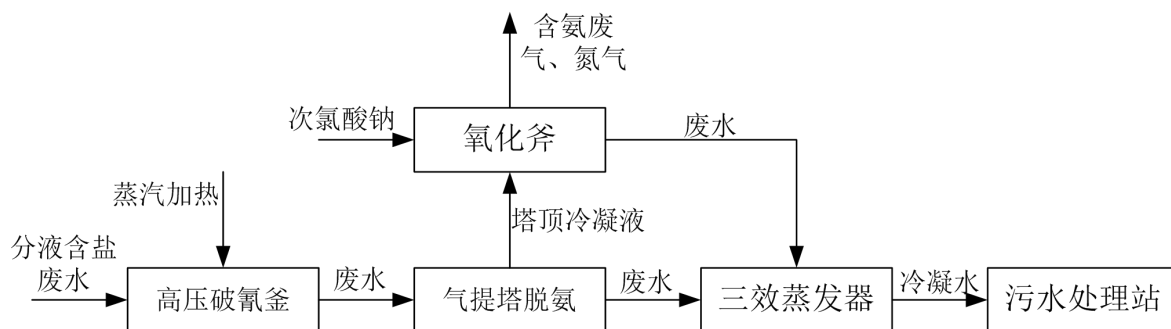 含氨废
气、氮气
次氯酸钠
氧化斧
废水
蒸汽加热
塔顶冷凝液
分液含盐
废水
高压破氰釜
废水
气提塔脱氨
废水
三效蒸发器
冷凝水
污水处理站